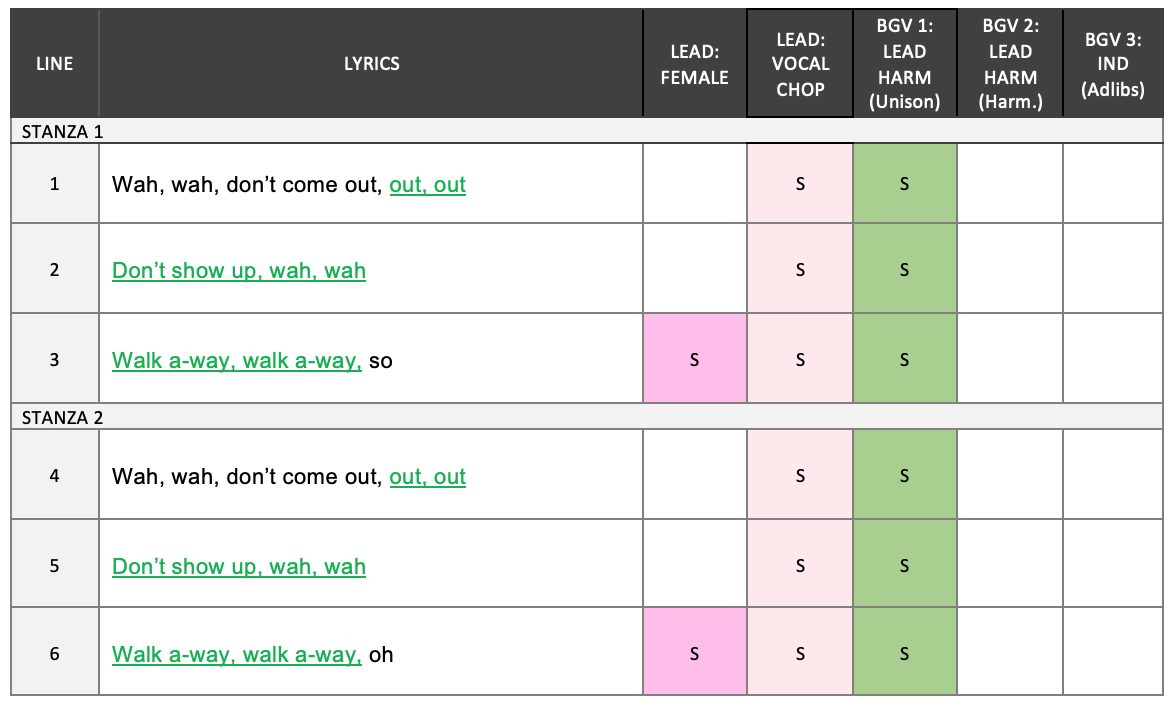 LINE LYRICS LEAD: FEMALE LEAD: VOCAL CHOP BGV 1: LEAD HARM (Unison) BGV 2: LEAD HARM (Harm.) BGV 3: IND (Adlibs)
STANZA 1
1 Wah, wah, don’t come out, out, out S S
2 Don’t show up, wah, wah S S
3 Walk a-way, walk a-way, so S S S
STANZA 2
4 Wah, wah, don’t come out, out, out S S
5 Don’t show up, wah, wah S S
6 Walk a-way, walk a-way, oh S S S